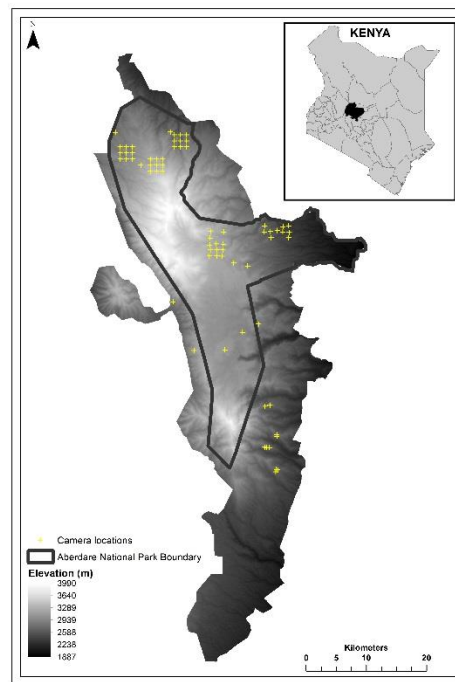 N
KENYA
Camera locations
Aberdare National Park Boundary
Elevation (m)
3990
3640
3289
2939
2588
2238
1887
Kilometers
0 5 10 20